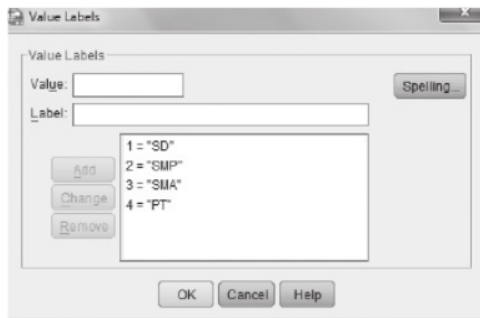 Value Labels
Value Labels
Value:
Spelling...
Label:
Add
Change
Remove
1 = "SD"
2 = "SMP"
3 = "SMA"
4 = "PT"
OK Cancel Help